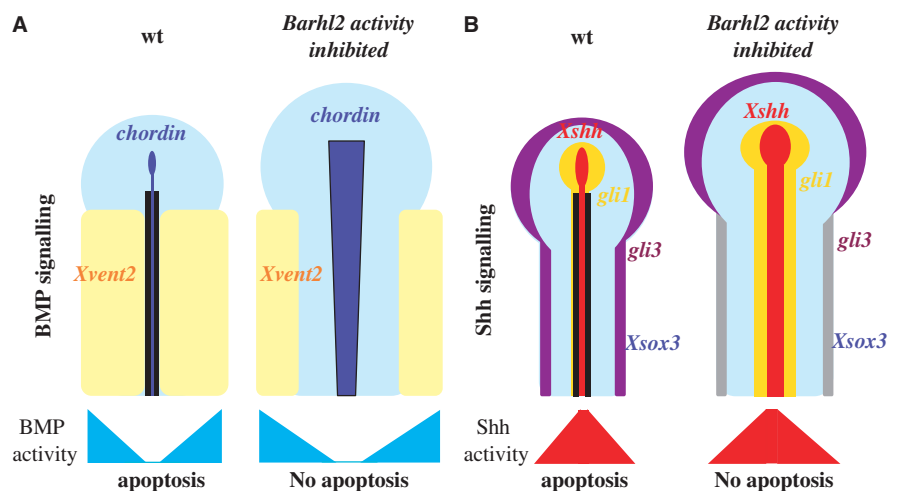 A
wt
Barhl2 activity
inhibited
chordin
chordin
BMP signalling
Xvent2
Xvent2
BMP
activity
apoptosis
No apoptosis
B
wt
Barhl2 activity
inhibited
Xshh
Xshh
gli1
gli1
Shh signalling
gli3
gli3
Xsox3
Xsox3
Shh
activity
apoptosis
No apoptosis